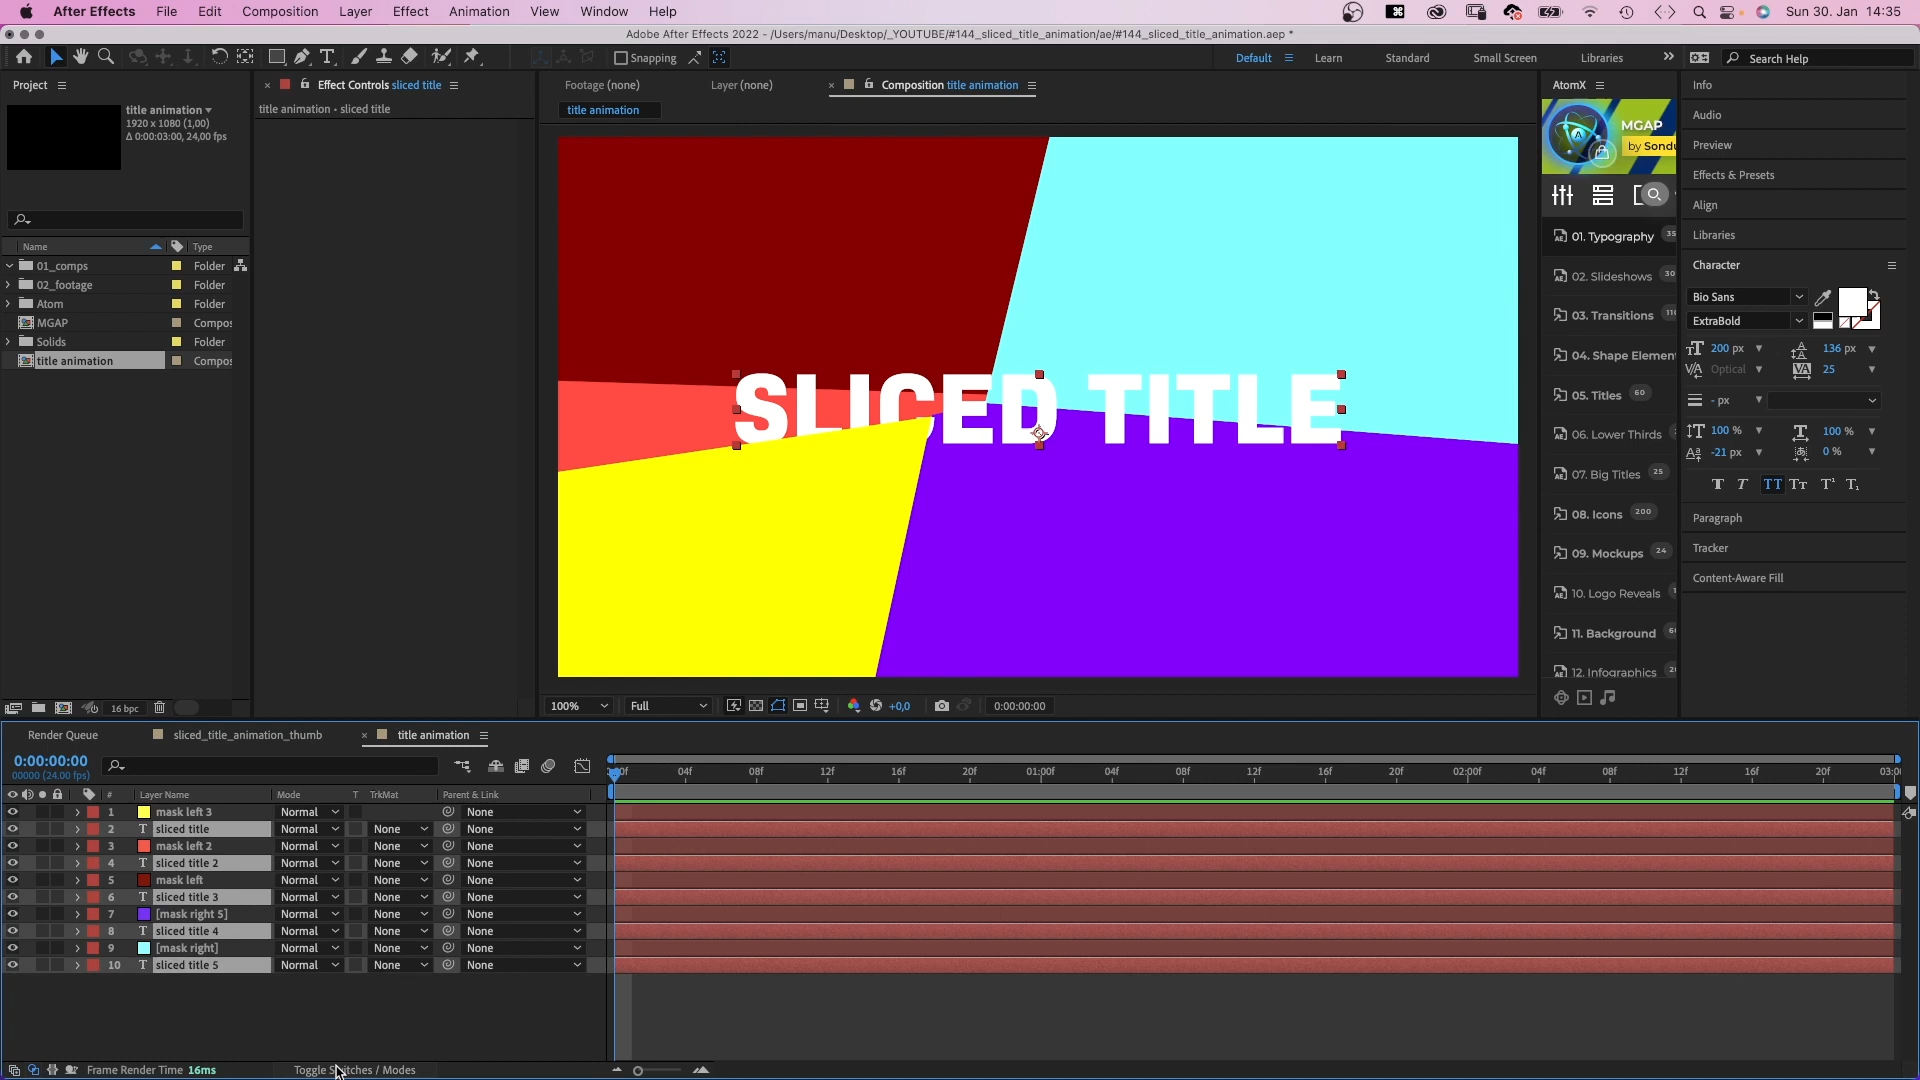 After Effects File Edit Composition Layer Effect Animation View Window Help Sun 30. Jan 14:35
Adobe After Effects 2022 - /Users/manu/Desktop/_YOUTUBE/#144_sliced_title_animation/ae/#144_sliced_title_animation.aep *
Snapping Default Learn Standard Small Screen Libraries Search Help
Project
title animation
1920 x 1080 (1,00)
Δ 0:00:03:00, 24,00 fps
Name Type
01_comps Folder
02_footage Folder
Atom Folder
MGAP Compos
Solids Folder
title animation Compos
16 bpc
Effect Controls sliced title
title animation • sliced title
Footage (none) Layer (none) Composition title animation
title animation
SLICED TITLE
100% Full +0,0 0:00:00:00
AtomX
MGAP
by Sondu
01. Typography
02. Slideshows 30
03. Transitions
04. Shape Elemen
05. Titles 60
06. Lower Thirds
07. Big Titles 25
08. Icons 200
09. Mockups 24
10. Logo Reveals
11. Background
12. Infographics
Info
Audio
Preview
Effects & Presets
Align
Libraries
Character
Bio Sans
ExtraBold
200 px 136 px
Optical 25
- px
100 % 100 %
-21 px 0 %
Paragraph
Tracker
Content-Aware Fill
Render Queue sliced_title_animation_thumb title animation
0:00:00:00
00000 (24.00 fps)
04f 08f 12f 16f 20f 01:00f 04f 08f 12f 16f 20f 02:00f 04f 08f 12f 16f 20f 03:00
# Layer Name Mode T TrkMat Parent & Link
1 mask left 3 Normal None
2 T sliced title Normal None None
3 mask left 2 Normal None None
4 T sliced title 2 Normal None None
5 mask left Normal None None
6 T sliced title 3 Normal None None
7 [mask right 5] Normal None None
8 T sliced title 4 Normal None None
9 [mask right] Normal None None
10 T sliced title 5 Normal None None
Frame Render Time 16ms Toggle Switches / Modes